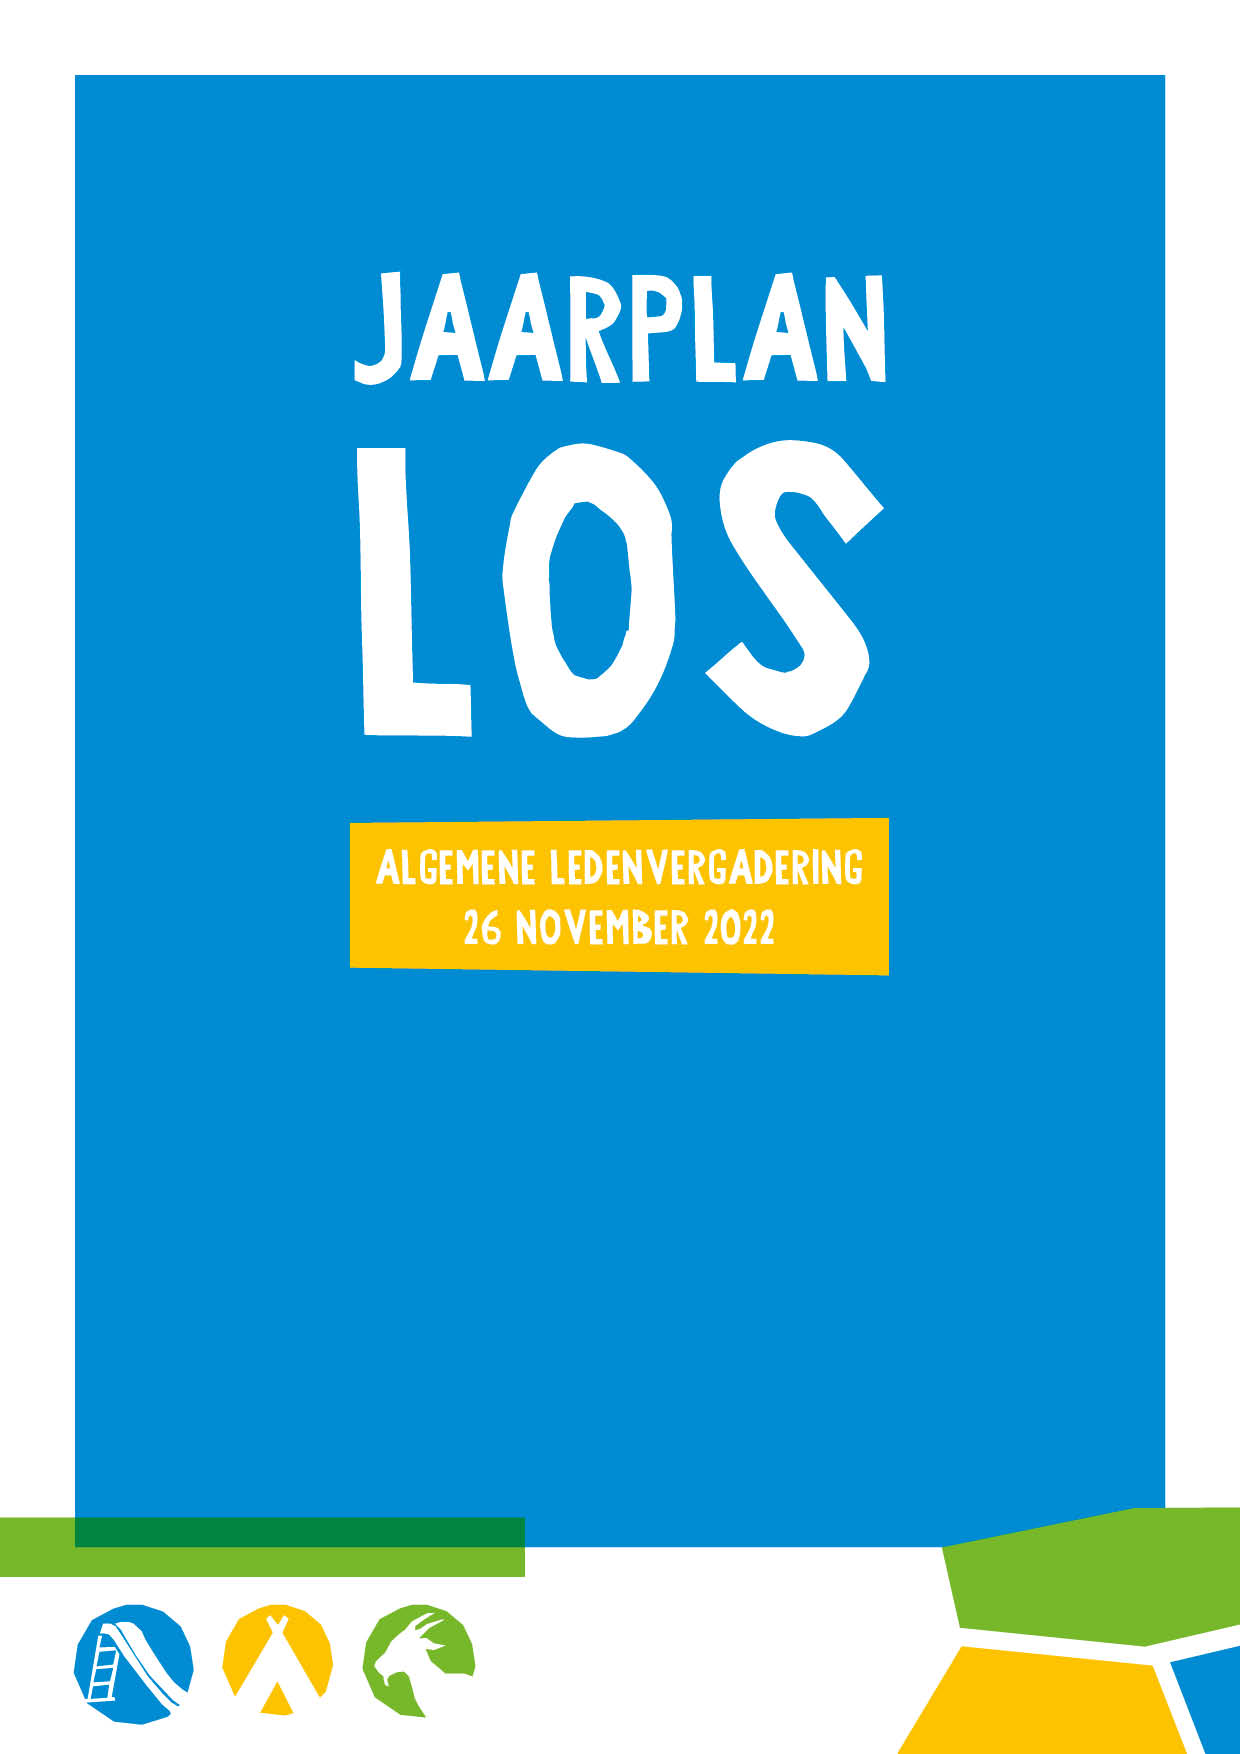 JAARPLAN
LOS
ALGEMENE LEDENVERGADERING
26 NOVEMBER 2022